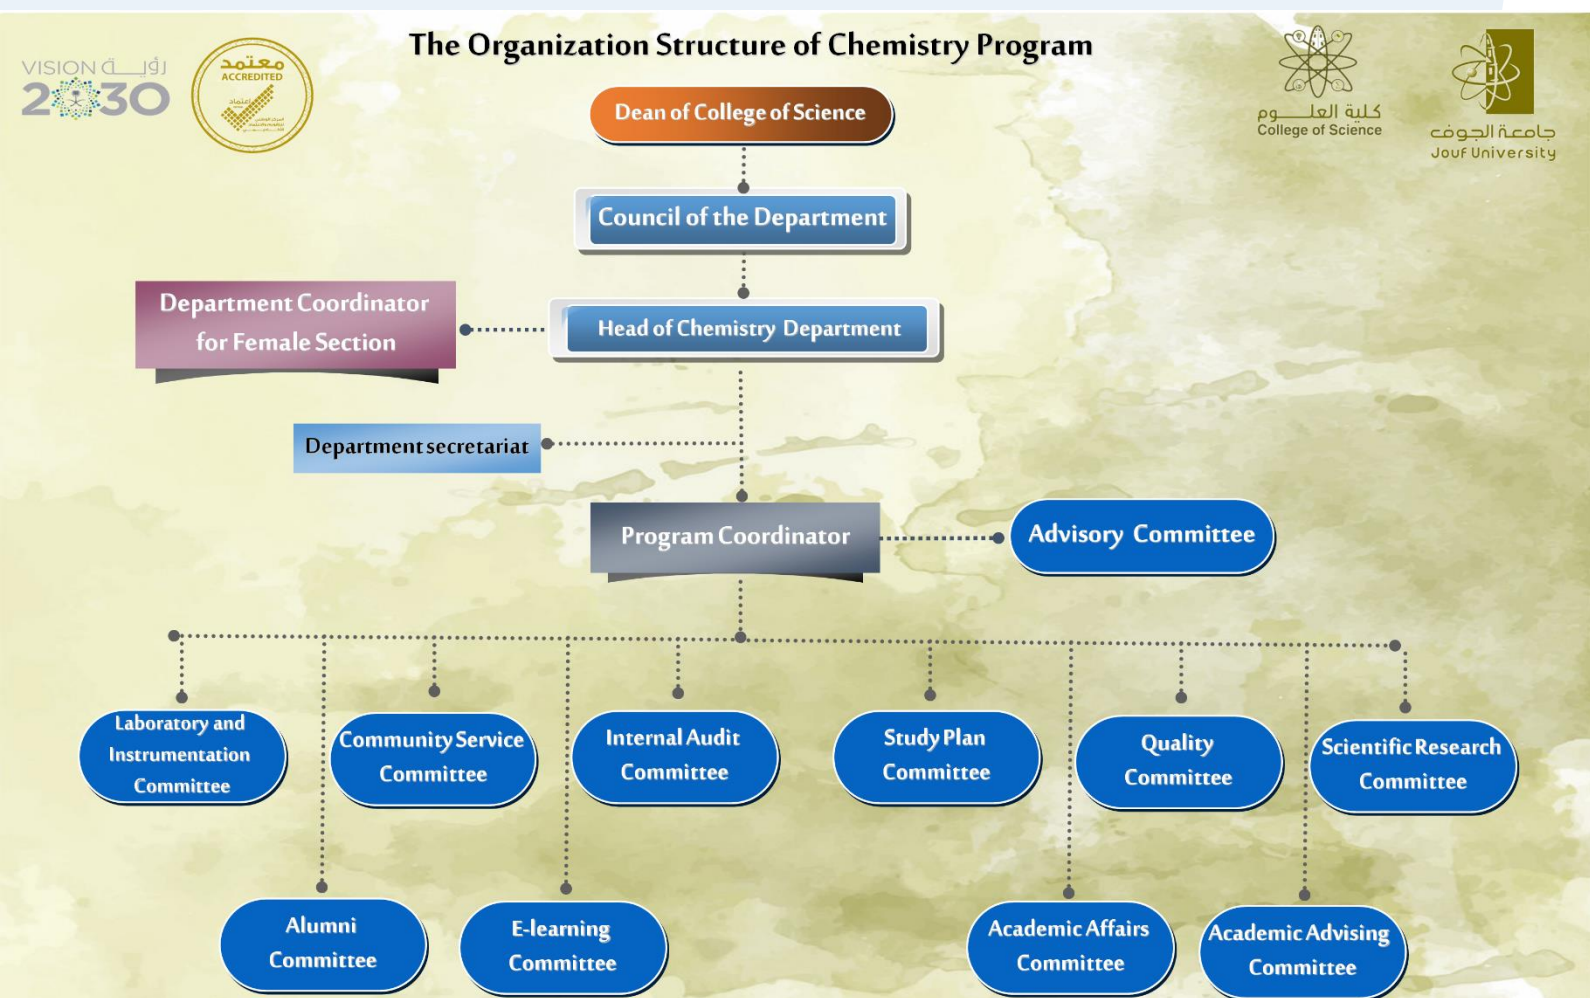 The Organization Structure of Chemistry Program
VISION رؤيــة
2030
معتمد
ACCREDITED
اعتماد
كلية العلـــوم
College of Science
جامعة الجوف
Jouf University
Dean of College of Science
Council of the Department
Department Coordinator
for Female Section
Head of Chemistry Department
Department secretariat
Program Coordinator
Advisory Committee
Laboratory and
Instrumentation
Committee
Community Service
Committee
Internal Audit
Committee
Study Plan
Committee
Quality
Committee
Scientific Research
Committee
Alumni
Committee
E-learning
Committee
Academic Affairs
Committee
Academic Advising
Committee